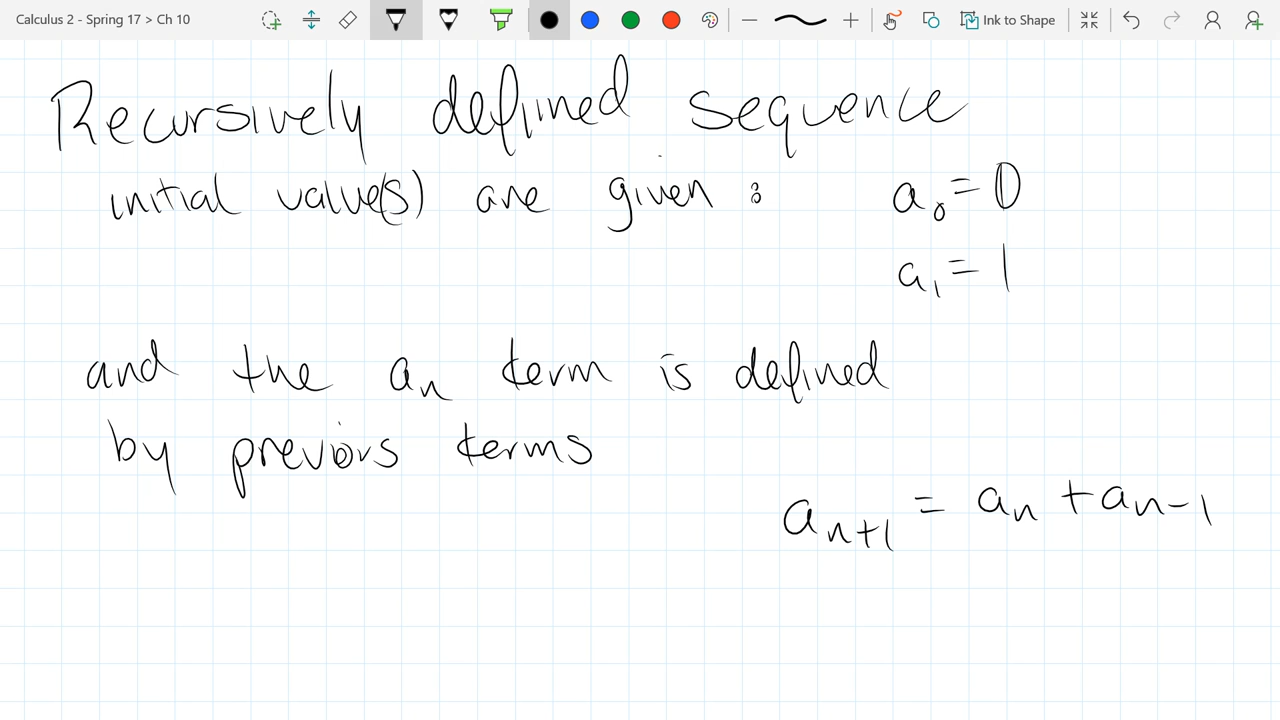 Calculus 2 - Spring 17 > Ch 10
Ink to Shape
Recursively defined sequence
initial value(s) are given : a₀ = 0
a₁ = 1
and the aₙ term is defined
by previous terms
aₙ₊₁ = aₙ + aₙ₋₁